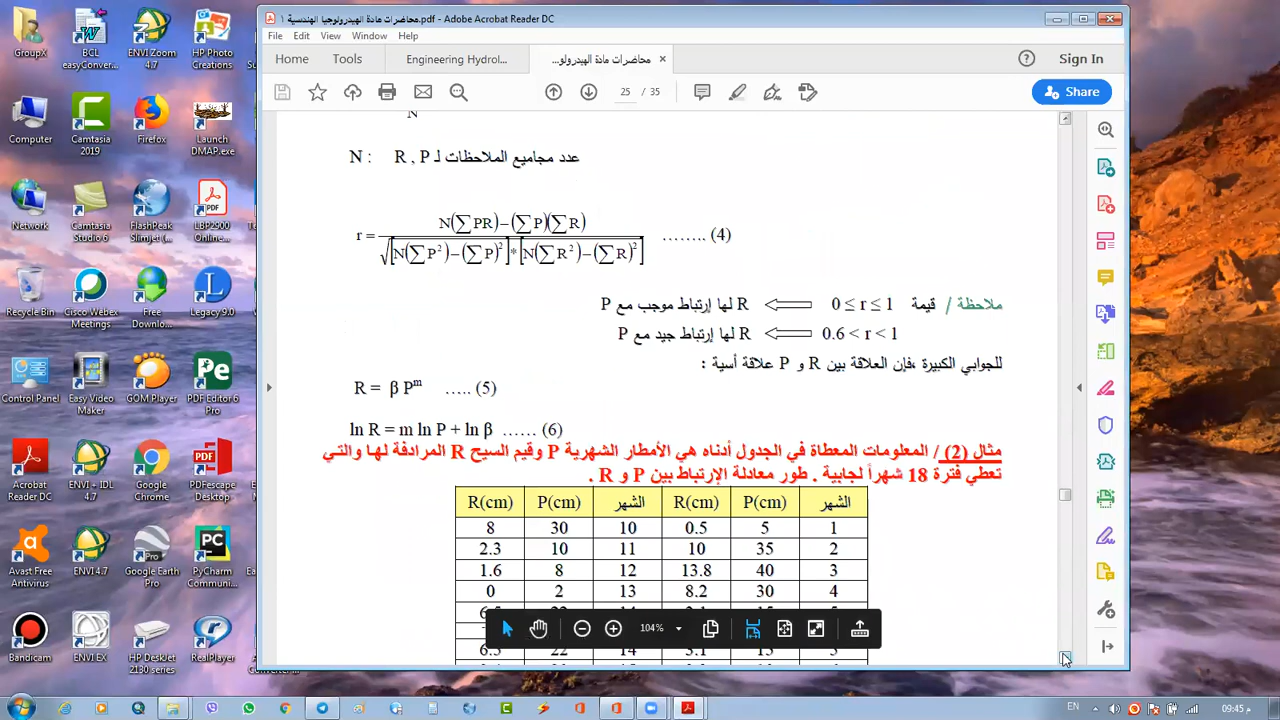 GroupX
BCL easyConver...
ENVI Zoom 4.7
HP Photo Creations
Computer
Camtasia 2019
Firefox
Launch DMAP.exe
Network
Camtasia Studio 6
FlashPeak Slimjet (...
LBP2900 Onlin...
Recycle Bin
Cisco Webex Meetings
Free Downlo...
Legacy 9.0
Control Panel
Easy Video Maker
GOM Player
PDF Editor 6 Pro
Acrobat Reader DC
ENVI + IDL 4.7
Google Chrome
PDFescape Desktop
Avast Free Antivirus
ENVI 4.7
Google Earth Pro
PyCharm Communi...
Bandicam
ENVI EX
HP Deskjet 2130 series
RealPlayer
محاضرات مادة الهيدرولوجيا الهندسية ١.pdf - Adobe Acrobat Reader DC
File Edit View Window Help
Home Tools Engineering Hydrol... محاضرات مادة الهيدرولو... Sign In
25 / 35 Share
N
N : R , P عدد مجاميع الملاحظات لـ
r = N(∑PR)−(∑P)(∑R) / √[N(∑P²)−(∑P)²]*[N(∑R²)−(∑R)²] …….. (4)
ملاحظة / قيمة 0 ≤ r ≤ 1 ⇐ R لها إرتباط موجب مع P
0.6 < r < 1 ⇐ R لها إرتباط جيد مع P
للجوابي الكبيرة ،فإن العلاقة بين R و P علاقة أسية :
R = β Pᵐ ….. (5)
ln R = m ln P + ln β …… (6)
مثال (2) / المعلومات المعطاة في الجدول أدناه هي الأمطار الشهرية P وقيم السيح R المرادفة لها والتي
تعطي فترة 18 شهراً لجابية . طور معادلة الإرتباط بين P و R .
R(cm) P(cm) الشهر R(cm) P(cm) الشهر
8 30 10 0.5 5 1
2.3 10 11 10 35 2
1.6 8 12 13.8 40 3
0 2 13 8.2 30 4
104%
6.5 22 14 3.1 15 5
EN 09:45 م